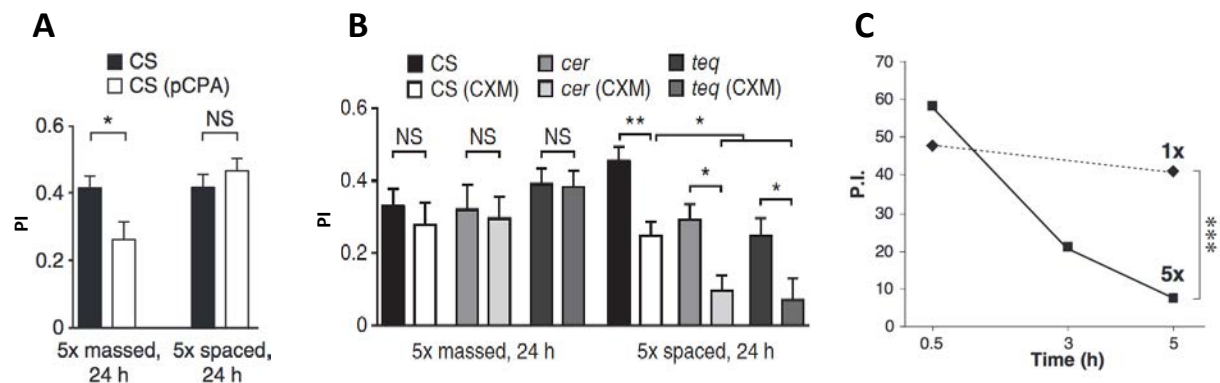 A
CS
CS (pCPA)
0.6
0.4
0.2
0
PI
*
NS
5x massed,
24 h
5x spaced,
24 h
B
CS
cer
teq
CS (CXM)
cer (CXM)
teq (CXM)
0.6
0.4
0.2
0
PI
NS
NS
NS
**
*
*
*
5x massed, 24 h
5x spaced, 24 h
C
70
60
50
40
30
20
10
0
P.I.
1x
5x
***
0.5
3
5
Time (h)